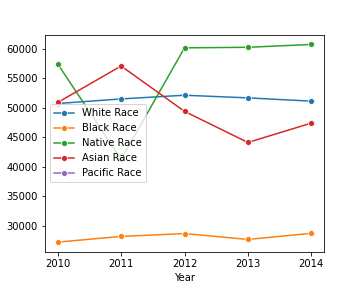 60000
55000
50000
45000
40000
35000
30000
White Race
Black Race
Native Race
Asian Race
Pacific Race
2010 2011 2012 2013 2014
Year